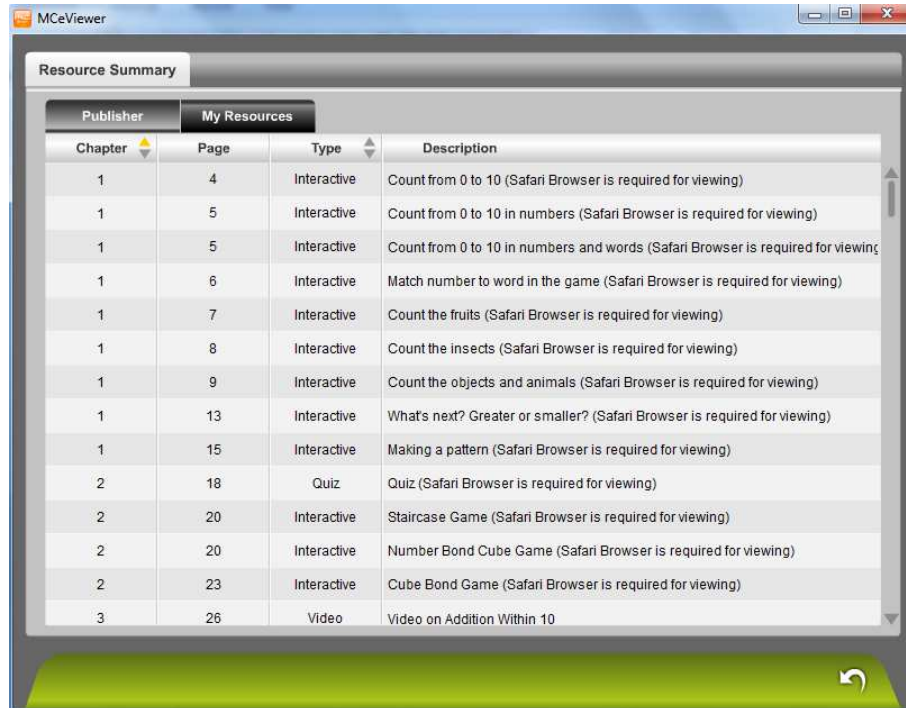 MCeViewer
Resource Summary
Publisher My Resources
Chapter Page Type Description
1 4 Interactive Count from 0 to 10 (Safari Browser is required for viewing)
1 5 Interactive Count from 0 to 10 in numbers (Safari Browser is required for viewing)
1 5 Interactive Count from 0 to 10 in numbers and words (Safari Browser is required for viewing
1 6 Interactive Match number to word in the game (Safari Browser is required for viewing)
1 7 Interactive Count the fruits (Safari Browser is required for viewing)
1 8 Interactive Count the insects (Safari Browser is required for viewing)
1 9 Interactive Count the objects and animals (Safari Browser is required for viewing)
1 13 Interactive What's next? Greater or smaller? (Safari Browser is required for viewing)
1 15 Interactive Making a pattern (Safari Browser is required for viewing)
2 18 Quiz Quiz (Safari Browser is required for viewing)
2 20 Interactive Staircase Game (Safari Browser is required for viewing)
2 20 Interactive Number Bond Cube Game (Safari Browser is required for viewing)
2 23 Interactive Cube Bond Game (Safari Browser is required for viewing)
3 26 Video Video on Addition Within 10